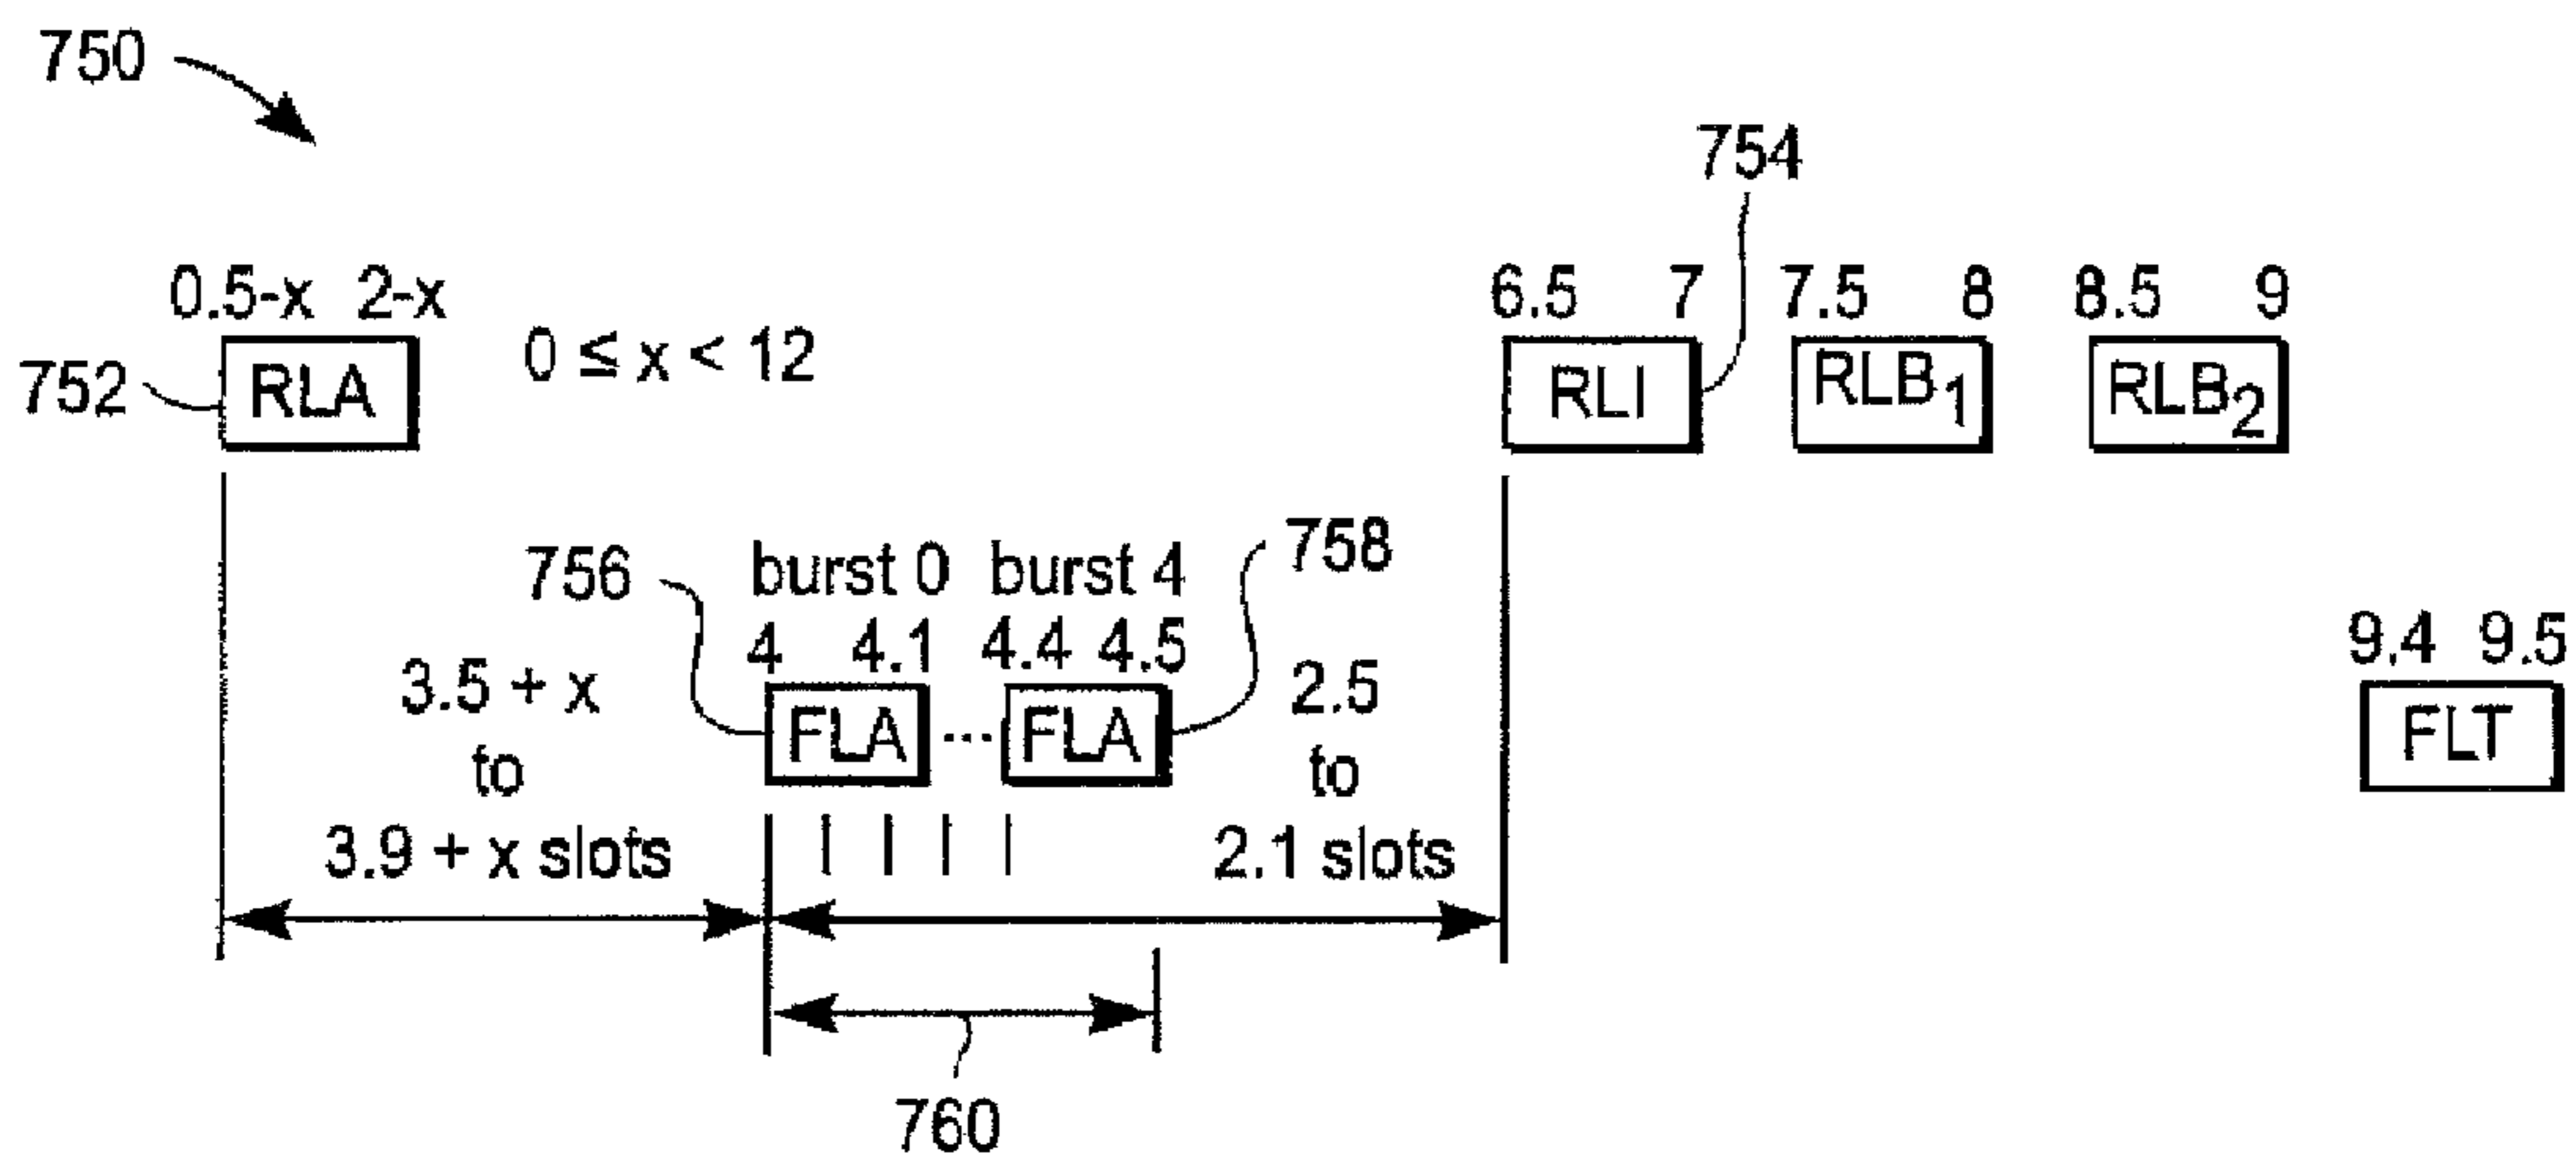 750
754
0.5-x 2-x
6.5 7 7.5 8 8.5 9
752 RLA 0 ≤ x < 12 RLI RLB1 RLB2
756 burst 0 burst 4 758
4 4.1 4.4 4.5
3.5 + x 2.5
9.4 9.5
FLA ... FLA FLT
to to
3.9 + x slots 2.1 slots
760